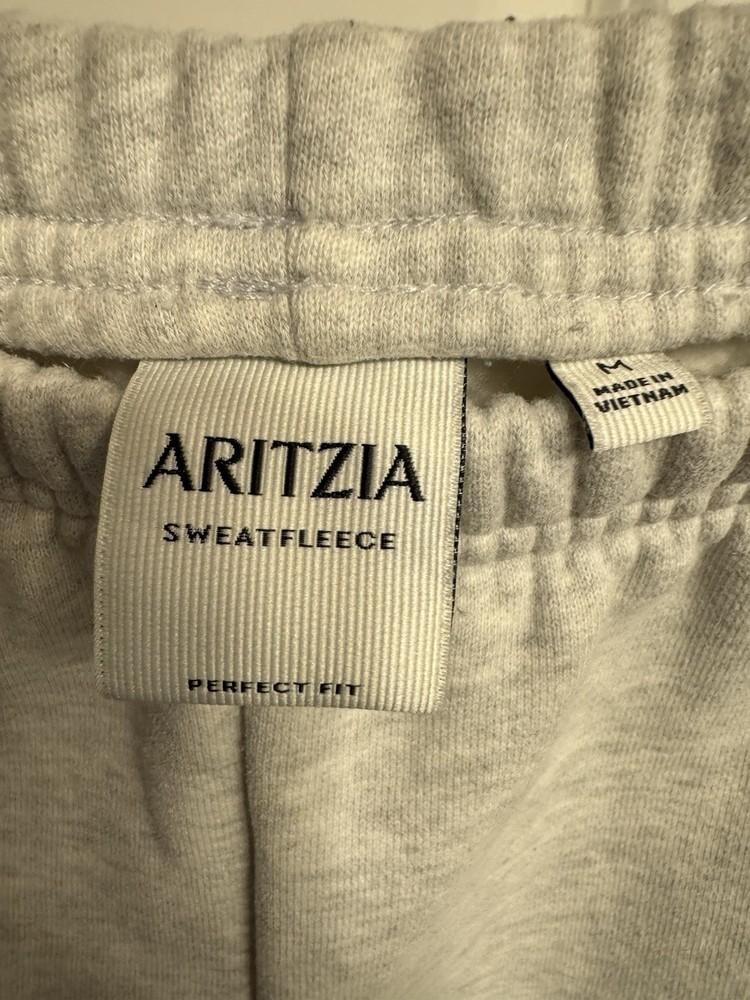 ARITZIA
SWEATFLEECE
PERFECT FIT
M
MADE IN
VIETNAM